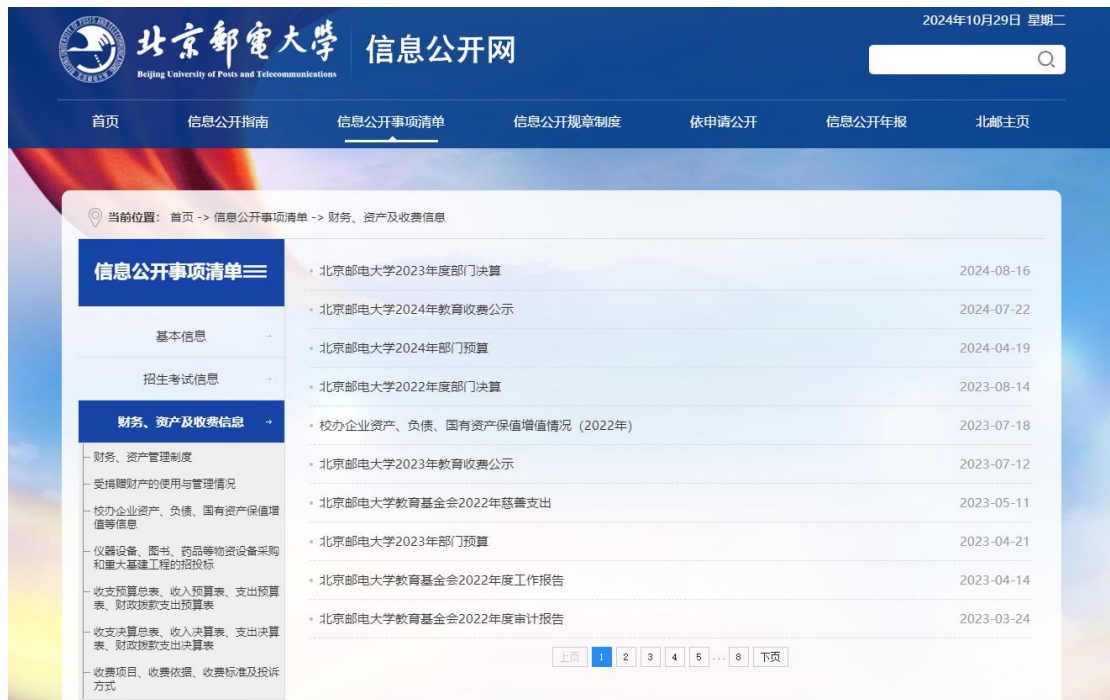 2024年10月29日 星期二
北京郵電大學
Beijing University of Posts and Telecommunications
信息公开网
首页 信息公开指南 信息公开事项清单 信息公开规章制度 依申请公开 信息公开年报 北邮主页
当前位置： 首页 -> 信息公开事项清单 -> 财务、资产及收费信息
信息公开事项清单
基本信息
招生考试信息
财务、资产及收费信息
财务、资产管理制度
受捐赠财产的使用与管理情况
校办企业资产、负债、国有资产保值增
值等信息
仪器设备、图书、药品等物资设备采购
和重大基建工程的招投标
收支预算总表、收入预算表、支出预算
表、财政拨款支出预算表
收支决算总表、收入决算表、支出决算
表、财政拨款支出决算表
收费项目、收费依据、收费标准及投诉
方式
北京邮电大学2023年度部门决算 2024-08-16
北京邮电大学2024年教育收费公示 2024-07-22
北京邮电大学2024年部门预算 2024-04-19
北京邮电大学2022年度部门决算 2023-08-14
校办企业资产、负债、国有资产保值增值情况（2022年） 2023-07-18
北京邮电大学2023年教育收费公示 2023-07-12
北京邮电大学教育基金会2022年慈善支出 2023-05-11
北京邮电大学2023年部门预算 2023-04-21
北京邮电大学教育基金会2022年度工作报告 2023-04-14
北京邮电大学教育基金会2022年度审计报告 2023-03-24
上页 1 2 3 4 5 ... 8 下页